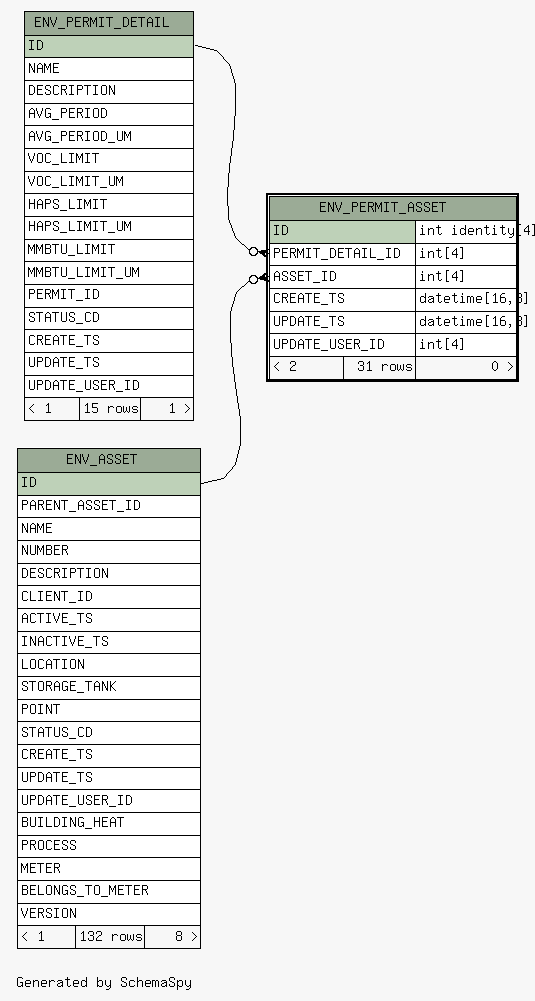 ENV_PERMIT_DETAIL
ID
NAME
DESCRIPTION
AVG_PERIOD
AVG_PERIOD_UM
VOC_LIMIT
VOC_LIMIT_UM
HAPS_LIMIT
HAPS_LIMIT_UM
MMBTU_LIMIT
MMBTU_LIMIT_UM
PERMIT_ID
STATUS_CD
CREATE_TS
UPDATE_TS
UPDATE_USER_ID
< 1 15 rows 1 >
ENV_PERMIT_ASSET
ID int identity[4]
PERMIT_DETAIL_ID int[4]
ASSET_ID int[4]
CREATE_TS datetime[16,3]
UPDATE_TS datetime[16,3]
UPDATE_USER_ID int[4]
< 2 31 rows 0 >
ENV_ASSET
ID
PARENT_ASSET_ID
NAME
NUMBER
DESCRIPTION
CLIENT_ID
ACTIVE_TS
INACTIVE_TS
LOCATION
STORAGE_TANK
POINT
STATUS_CD
CREATE_TS
UPDATE_TS
UPDATE_USER_ID
BUILDING_HEAT
PROCESS
METER
BELONGS_TO_METER
VERSION
< 1 132 rows 8 >
Generated by SchemaSpy